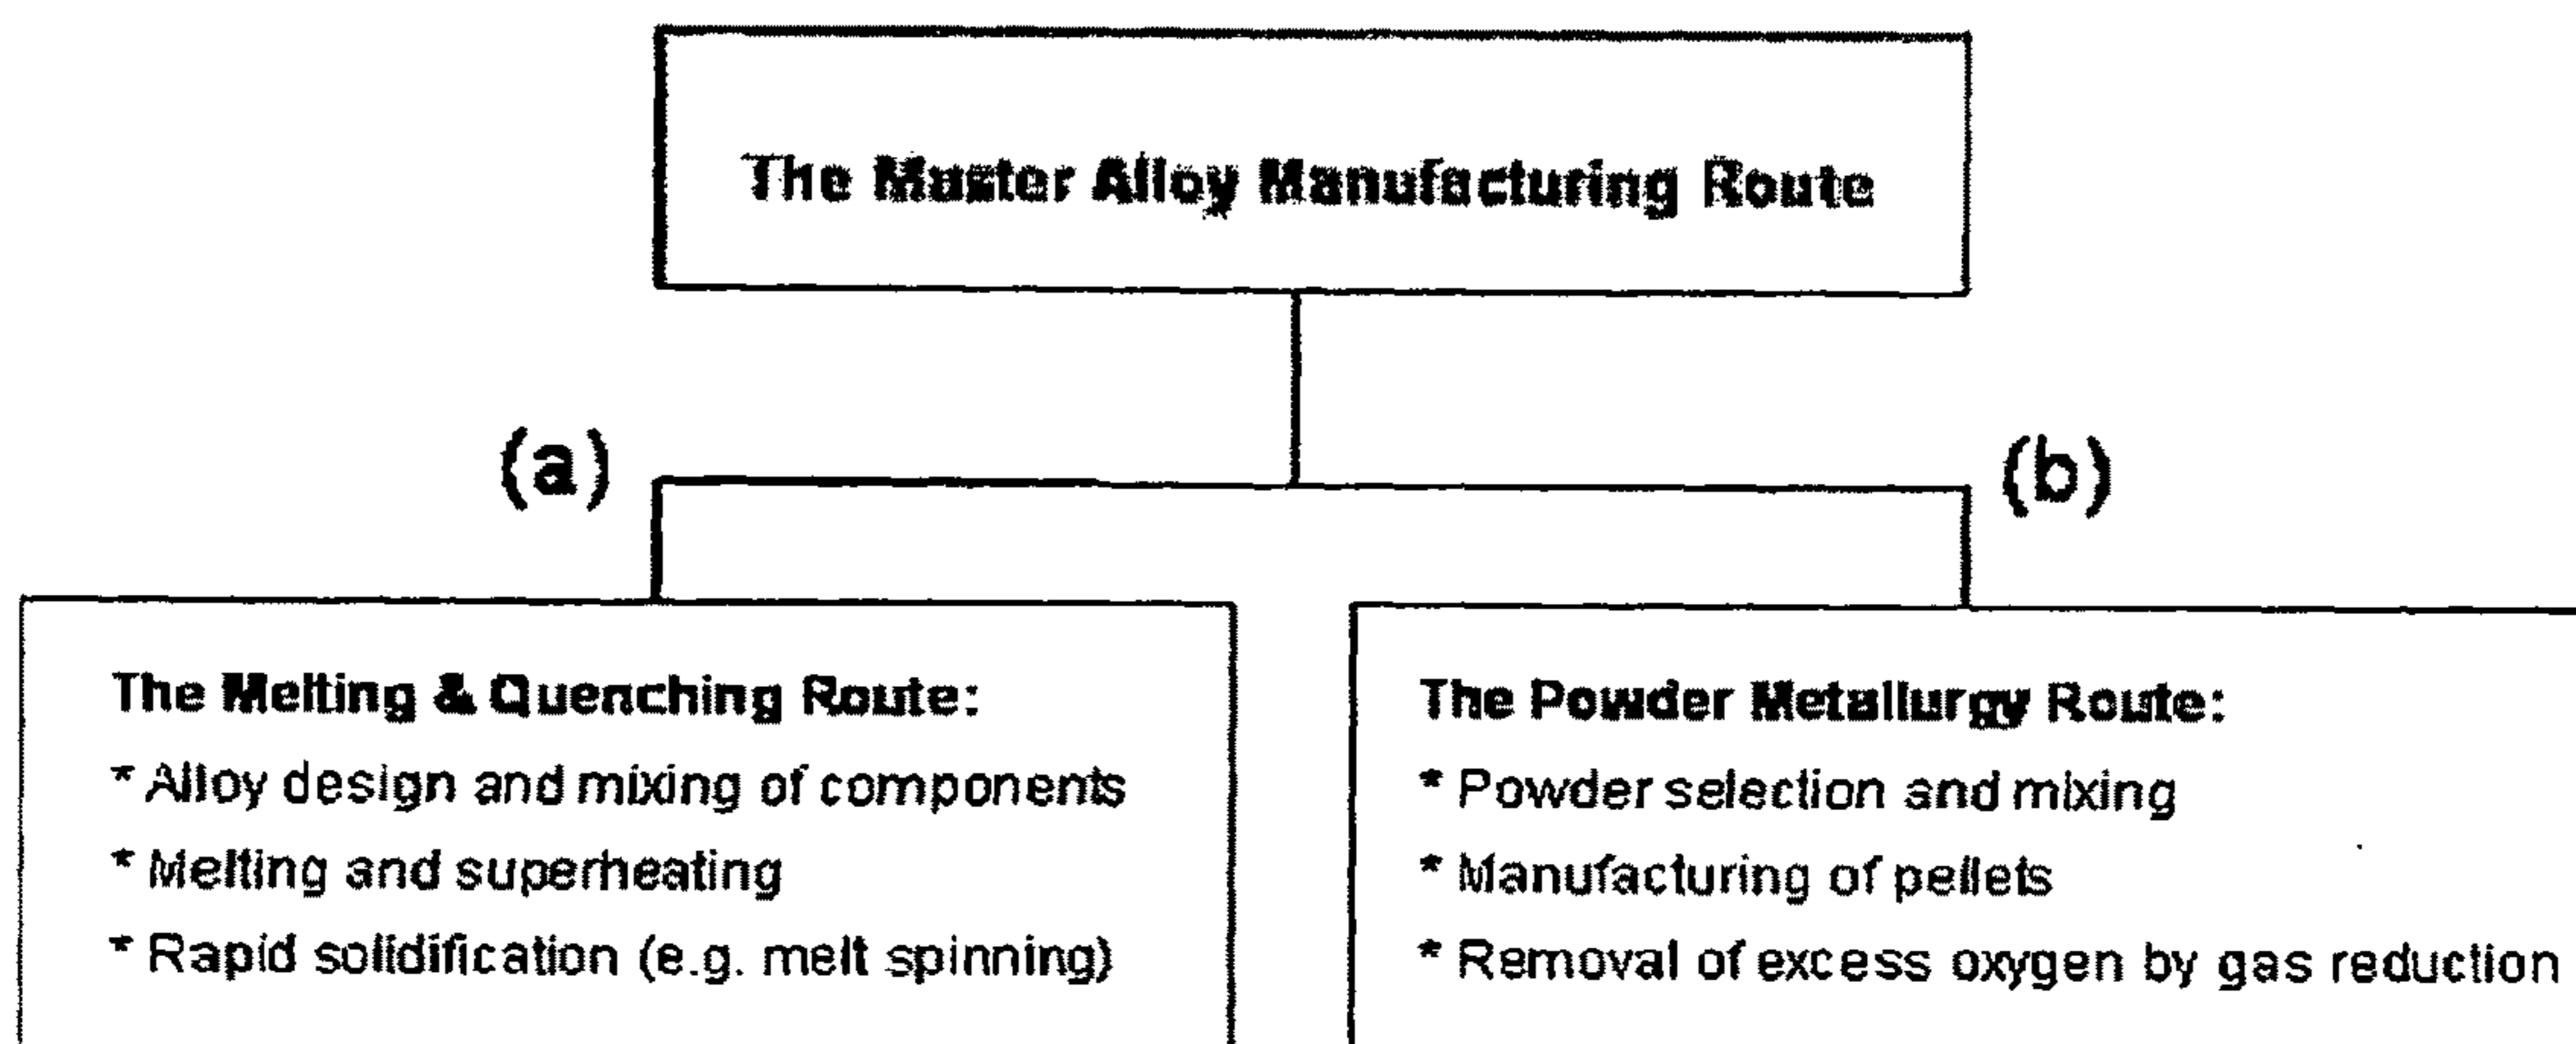 The Master Alloy Manufacturing Route
(a)
(b)
The Melting & Quenching Route:
* Alloy design and mixing of components
* Melting and superheating
* Rapid solidification (e.g. melt spinning)
The Powder Metallurgy Route:
* Powder selection and mixing
* Manufacturing of pellets
* Removal of excess oxygen by gas reduction